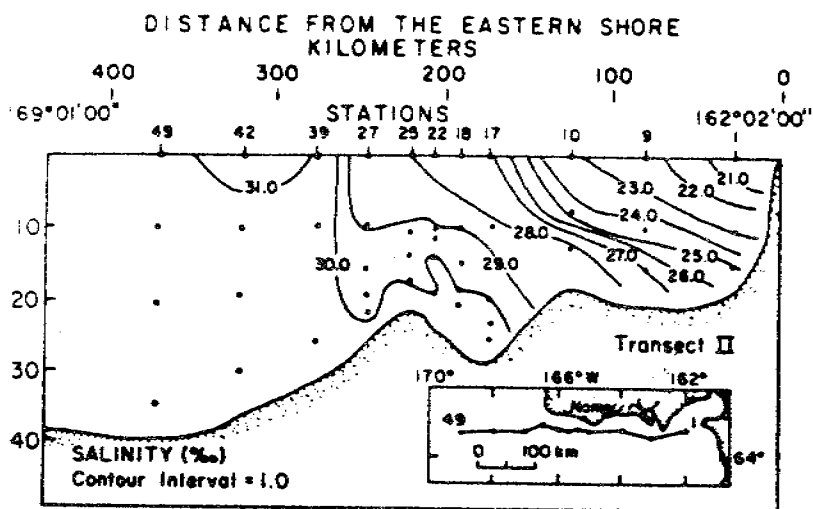 DISTANCE FROM THE EASTERN SHORE
KILOMETERS
400 300 200 100 0
169°01'00" STATIONS 162°02'00"
49 42 39 27 25 22 18 17 10 9
31.0 23.0 22.0 21.0
10 24.0
28.0 25.0
30.0 29.0 27.0 26.0
20
30 Transect II
170° 166°W 162°
40 49 Nome 1
SALINITY (‰) 0 100 km 64°
Contour Interval = 1.0